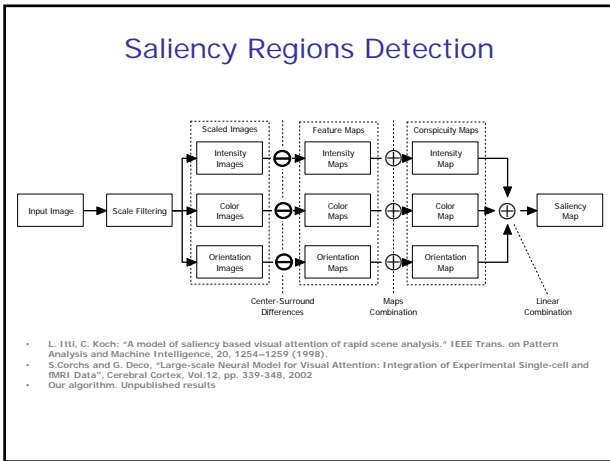 Saliency Regions Detection
Scaled Images
Feature Maps
Conspicuity Maps
Intensity
Images
Intensity
Maps
Intensity
Map
Input Image
Scale Filtering
Color
Images
Color
Maps
Color
Map
Saliency
Map
Orientation
Images
Orientation
Maps
Orientation
Map
Center-Surround
Differences
Maps
Combination
Linear
Combination
• L. Itti, C. Koch: “A model of saliency based visual attention of rapid scene analysis.” IEEE Trans. on Pattern
Analysis and Machine Intelligence, 20, 1254–1259 (1998).
• S.Corchs and G. Deco, “Large-scale Neural Model for Visual Attention: Integration of Experimental Single-cell and
fMRI Data”, Cerebral Cortex, Vol.12, pp. 339-348, 2002
• Our algorithm. Unpublished results